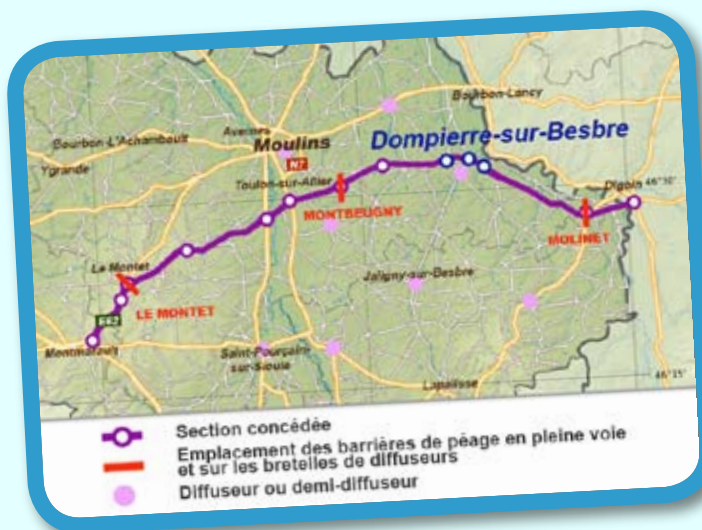 Bourbon-Lancy
Bourbon-L'Archambault
Avermes
Moulins
Dompierre-sur-Besbre
Ygrande
N7
Toulon-sur-Allier
Digoin
46°30'
MONTBEUGNY
MOLINET
Le Montet
Jaligny-sur-Besbre
LE MONTET
Montmarault
Saint-Pourçain-
sur-Sioule
Lapalisse
46°15'
Section concédée
Emplacement des barrières de péage en pleine voie
et sur les bretelles de diffuseurs
Diffuseur ou demi-diffuseur